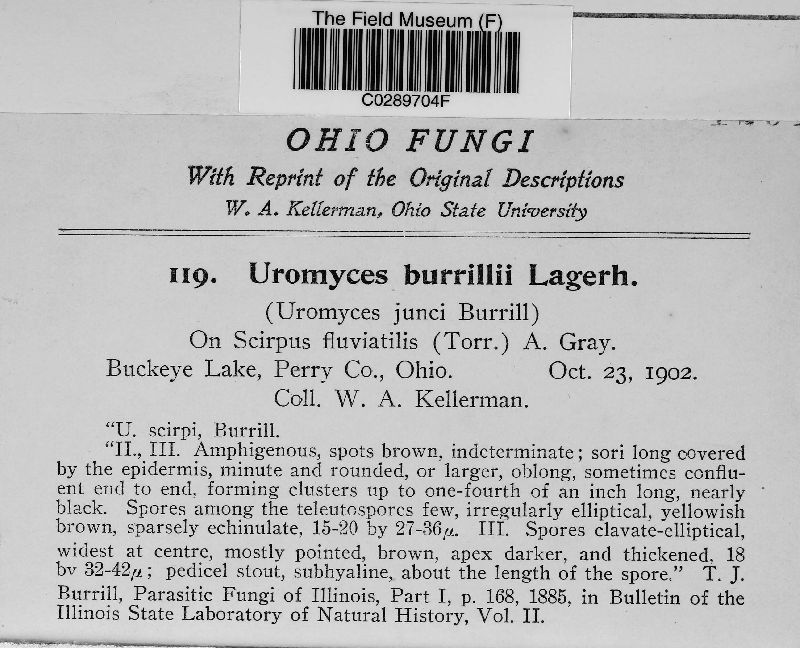 The Field Museum (F)
C0289704F
OHIO FUNGI
With Reprint of the Original Descriptions
W. A. Kellerman, Ohio State University
119. Uromyces burrillii Lagerh.
(Uromyces junci Burrill)
On Scirpus fluviatilis (Torr.) A. Gray.
Buckeye Lake, Perry Co., Ohio. Oct. 23, 1902.
Coll. W. A. Kellerman.
"U. scirpi, Burrill.
"II., III. Amphigenous, spots brown, indeterminate; sori long covered
by the epidermis, minute and rounded, or larger, oblong, sometimes conflu-
ent end to end, forming clusters up to one-fourth of an inch long, nearly
black. Spores among the teleutospores few, irregularly elliptical, yellowish
brown, sparsely echinulate, 15-20 by 27-36μ. III. Spores clavate-elliptical,
widest at centre, mostly pointed, brown, apex darker, and thickened, 18
by 32-42μ; pedicel stout, subhyaline, about the length of the spore." T. J.
Burrill, Parasitic Fungi of Illinois, Part I, p. 168, 1885, in Bulletin of the
Illinois State Laboratory of Natural History, Vol. II.